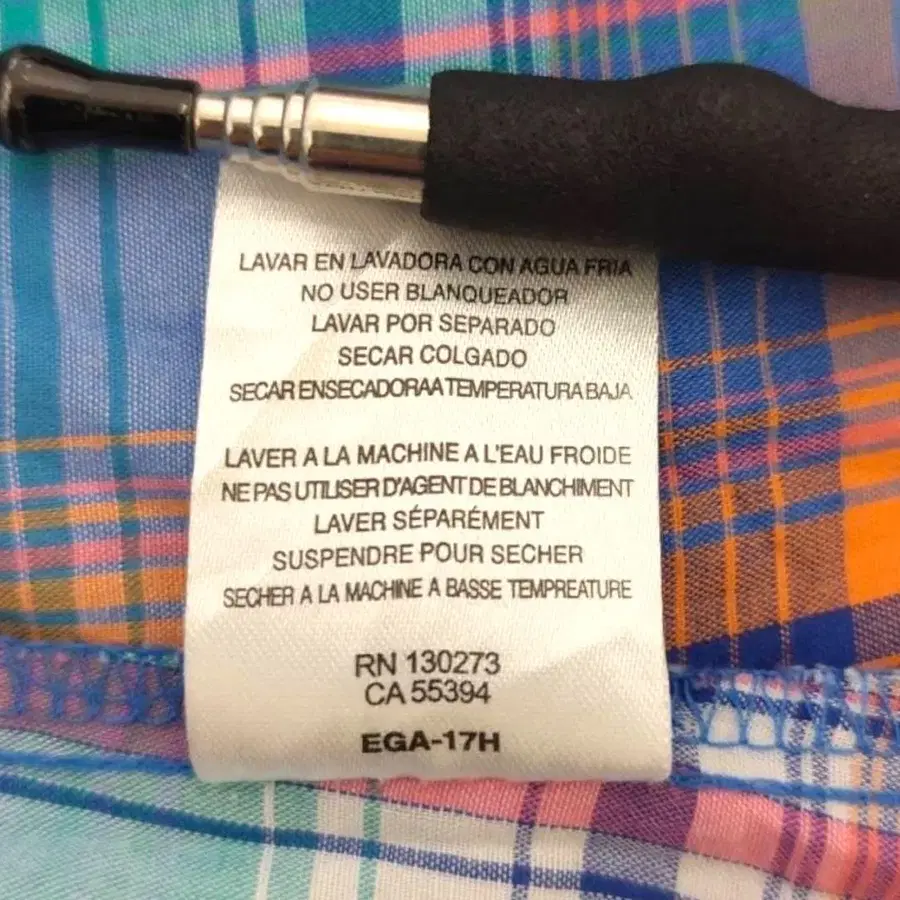 LAVAR EN LAVADORA CON AGUA FRIA
NO USER BLANQUEADOR
LAVAR POR SEPARADO
SECAR COLGADO
SECAR ENSECADORAA TEMPERATURA BAJA
LAVER A LA MACHINE A L'EAU FROIDE
NE PAS UTILISER D'AGENT DE BLANCHIMENT
LAVER SÉPARÉMENT
SUSPENDRE POUR SECHER
SECHER A LA MACHINE A BASSE TEMPREATURE
RN 130273
CA 55394
EGA-17H